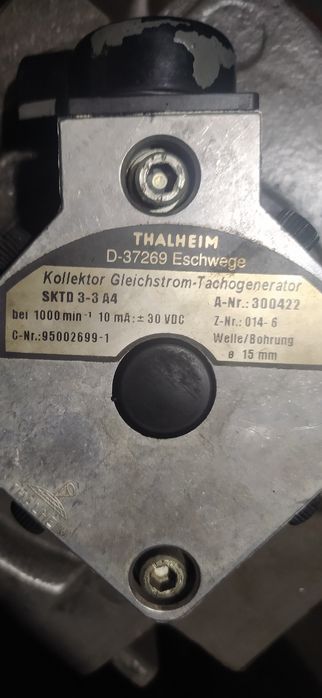 THALHEIM
D-37269 Eschwege
Kollektor Gleichstrom-Tachogenerator
SKTD 3-3 A4 A-Nr.: 300422
bei 1000 min⁻¹ 10 mA: ± 30 VDC Z-Nr.: 014-6
C-Nr.: 95002699-1 Welle/Bohrung
ø 15 mm